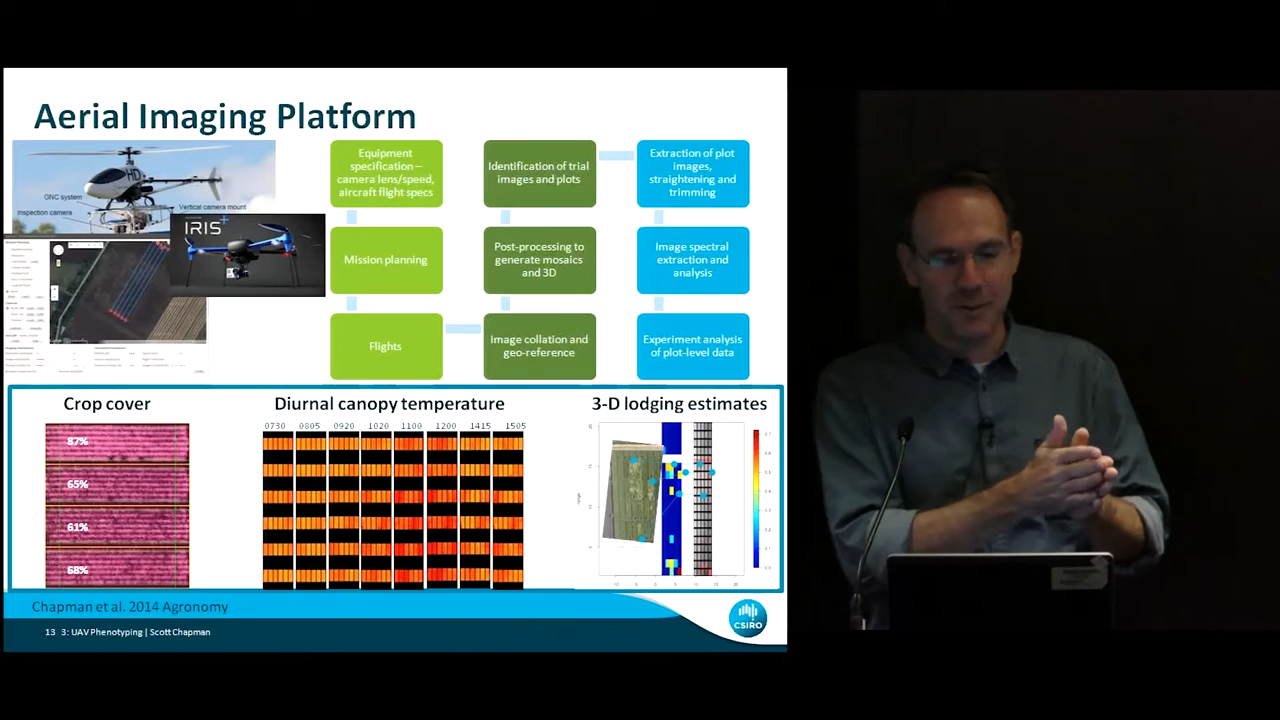 Aerial Imaging Platform
HD
GNC system
Inspection camera
Vertical camera mount
IRIS+
Equipment
specification –
camera lens/speed,
aircraft flight specs
Mission planning
Flights
Identification of trial
images and plots
Post-processing to
generate mosaics
and 3D
Image collation and
geo-reference
Extraction of plot
images,
straightening and
trimming
Image spectral
extraction and
analysis
Experiment analysis
of plot-level data
Crop cover
87%
65%
61%
68%
Diurnal canopy temperature
0730 0805 0920 1020 1100 1200 1415 1505
3-D lodging estimates
Chapman et al. 2014 Agronomy
13 3: UAV Phenotyping | Scott Chapman
CSIRO